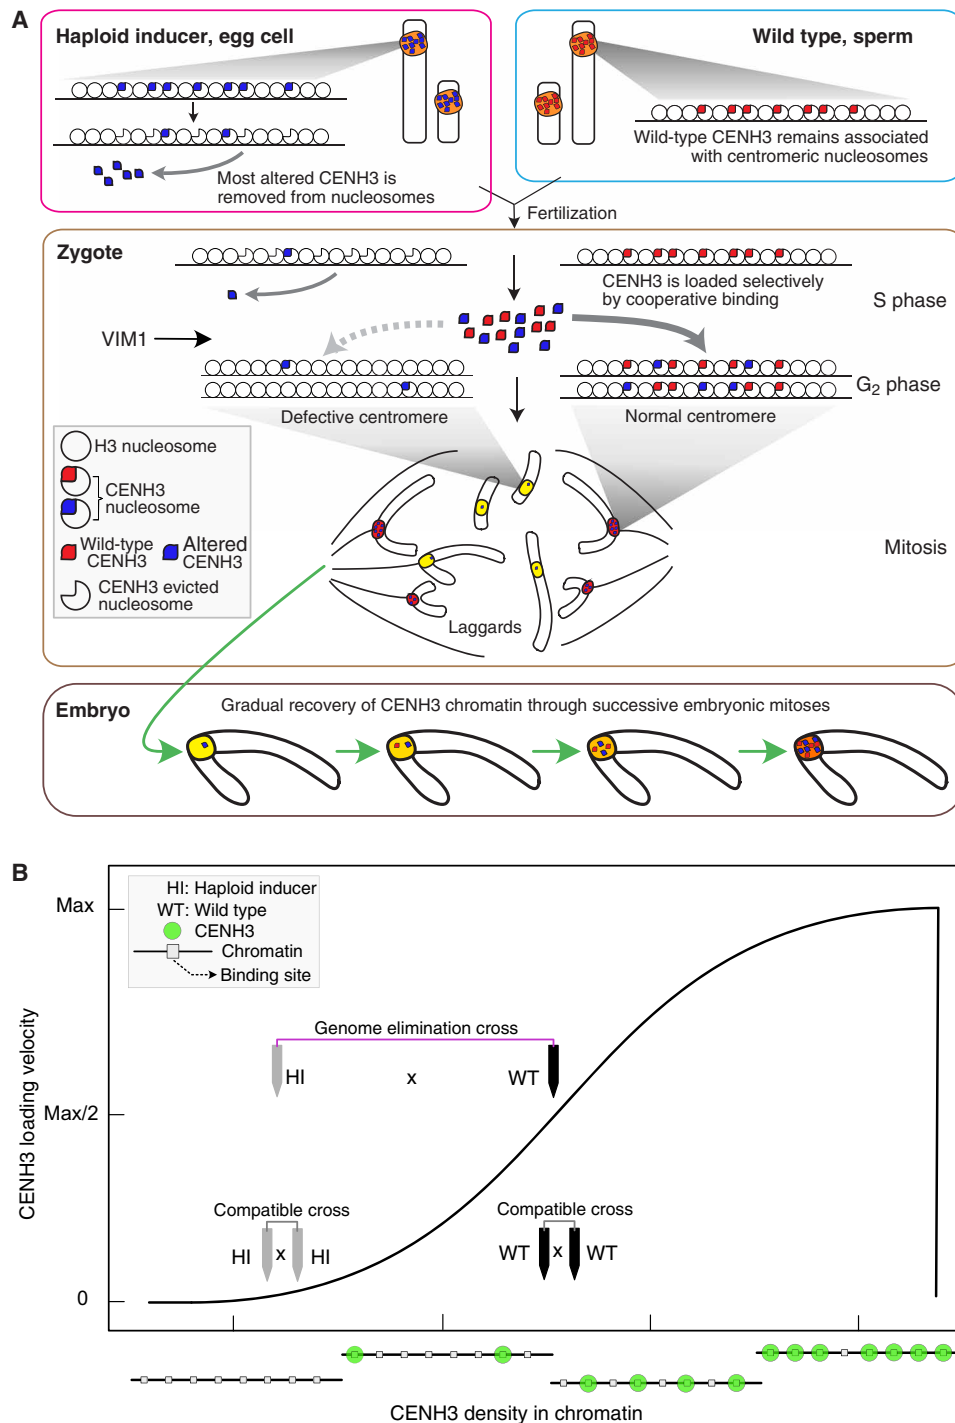 A
Haploid inducer, egg cell
Most altered CENH3 is
removed from nucleosomes
Wild type, sperm
Wild-type CENH3 remains associated
with centromeric nucleosomes
Fertilization
Zygote
CENH3 is loaded selectively
by cooperative binding
S phase
VIM1
G2 phase
Defective centromere
Normal centromere
H3 nucleosome
CENH3
nucleosome
Wild-type
CENH3
Altered
CENH3
CENH3 evicted
nucleosome
Mitosis
Laggards
Embryo
Gradual recovery of CENH3 chromatin through successive embryonic mitoses
B
HI: Haploid inducer
WT: Wild type
CENH3
Chromatin
Binding site
Max
Max/2
0
CENH3 loading velocity
Genome elimination cross
HI x WT
Compatible cross
HI x HI
Compatible cross
WT x WT
CENH3 density in chromatin